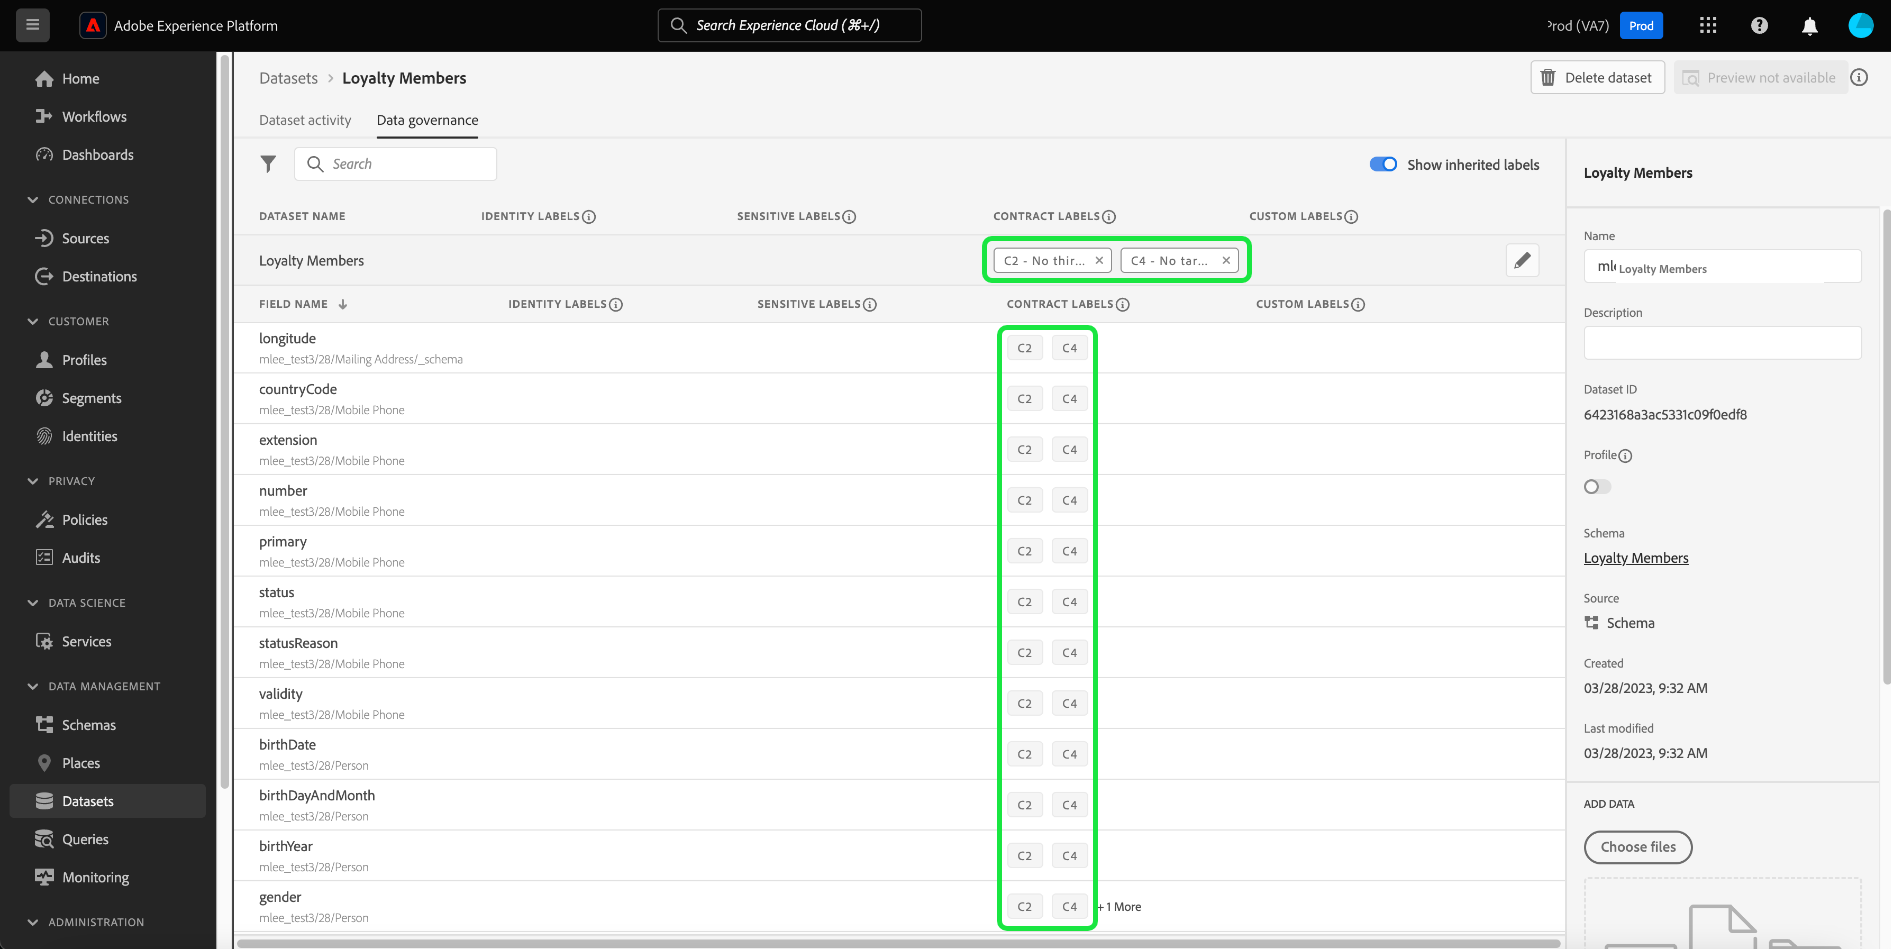 Adobe Experience Platform
Search Experience Cloud (⌘+/)
Prod (VA7)
Prod
Home
Workflows
Dashboards
CONNECTIONS
Sources
Destinations
CUSTOMER
Profiles
Segments
Identities
PRIVACY
Policies
Audits
DATA SCIENCE
Services
DATA MANAGEMENT
Schemas
Places
Datasets
Queries
Monitoring
ADMINISTRATION
Datasets > Loyalty Members
Delete dataset
Preview not available
Dataset activity
Data governance
Search
Show inherited labels
DATASET NAME IDENTITY LABELS SENSITIVE LABELS CONTRACT LABELS CUSTOM LABELS
Loyalty Members C2 - No thir... × C4 - No tar... ×
FIELD NAME ↓ IDENTITY LABELS SENSITIVE LABELS CONTRACT LABELS CUSTOM LABELS
longitude C2 C4
mlee_test3/28/Mailing Address/_schema
countryCode C2 C4
mlee_test3/28/Mobile Phone
extension C2 C4
mlee_test3/28/Mobile Phone
number C2 C4
mlee_test3/28/Mobile Phone
primary C2 C4
mlee_test3/28/Mobile Phone
status C2 C4
mlee_test3/28/Mobile Phone
statusReason C2 C4
mlee_test3/28/Mobile Phone
validity C2 C4
mlee_test3/28/Mobile Phone
birthDate C2 C4
mlee_test3/28/Person
birthDayAndMonth C2 C4
mlee_test3/28/Person
birthYear C2 C4
mlee_test3/28/Person
gender C2 C4 + 1 More
mlee_test3/28/Person
Loyalty Members
Name
Loyalty Members
Description
Dataset ID
6423168a3ac5331c09f0edf8
Profile
Schema
Loyalty Members
Source
Schema
Created
03/28/2023, 9:32 AM
Last modified
03/28/2023, 9:32 AM
ADD DATA
Choose files